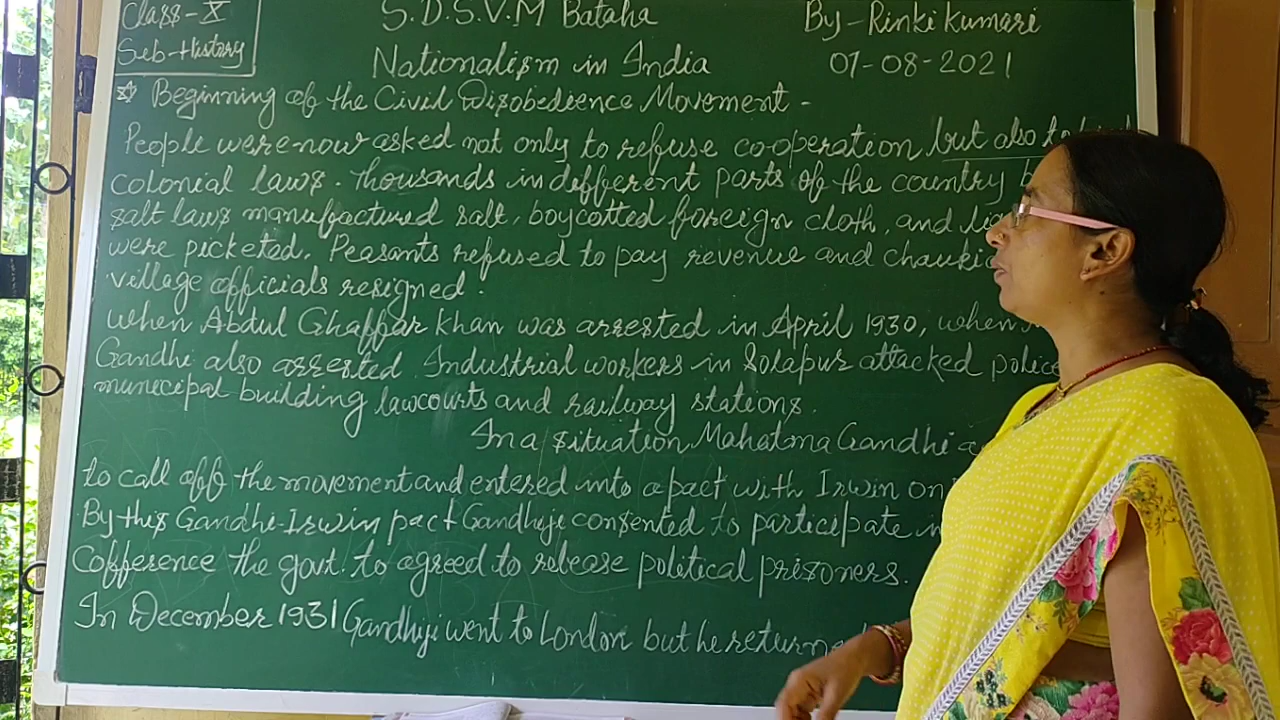 Class-X
Sub-History
S.D.S.V.M Bataha
By-Rinki kumari
Nationalism in India
07-08-2021
Beginning of the Civil Disobedience Movement -
People were now asked not only to refuse cooperation but also to
colonial laws. Thousands in different parts of the country
salt laws manufactured salt, boycotted foreign cloth, and
were picketed. Peasants refused to pay revenue and
village officials resigned.
when Abdul Ghaffar khan was arrested in April 1930, when
Gandhi also arrested. Industrial workers in Solapur attacked police
municipal building lawcourts and railway stations.
In a situation Mahatma Gandhi
to call off the movement and entered into a pact with Irwin on
By this Gandhi-Irwin pact Gandhiji consented to participate in
Cofference the govt. to agreed to release political prisoners.
In December 1931 Gandhiji went to London but he returned